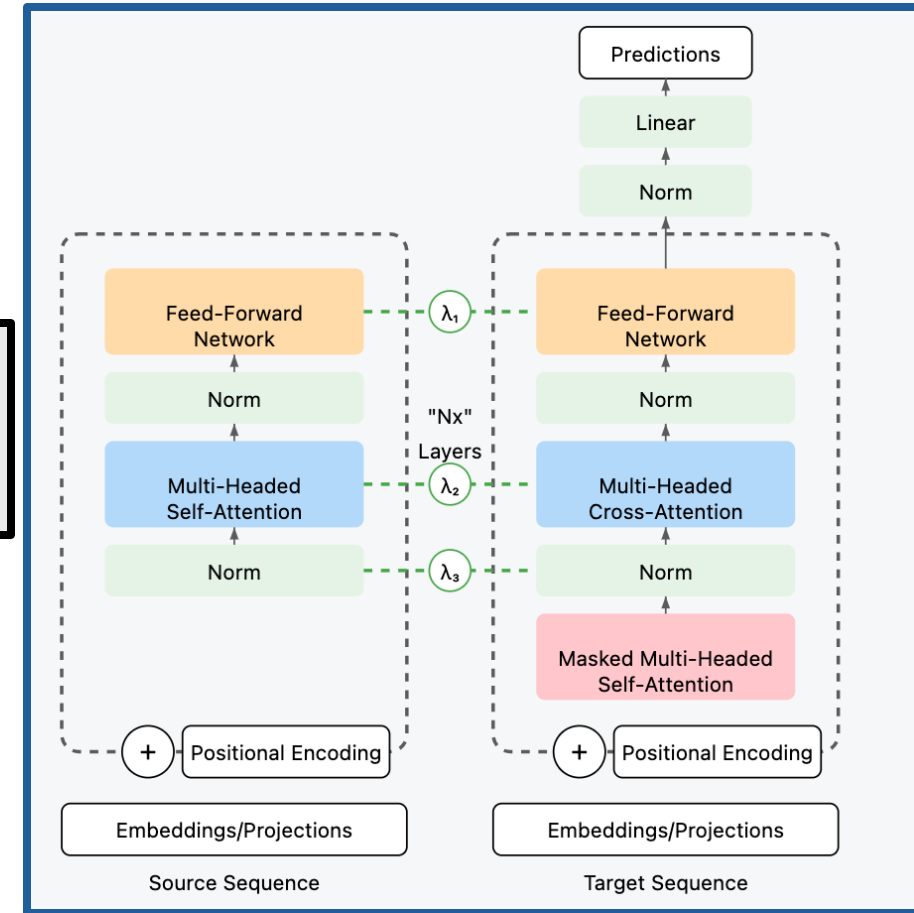 Predictions
Linear
Norm
Feed-Forward
Network
Norm
Multi-Headed
Self-Attention
Norm
+
Positional Encoding
Embeddings/Projections
Source Sequence
λ₁
"Nx"
Layers
λ₂
λ₃
Feed-Forward
Network
Norm
Multi-Headed
Cross-Attention
Norm
Masked Multi-Headed
Self-Attention
+
Positional Encoding
Embeddings/Projections
Target Sequence